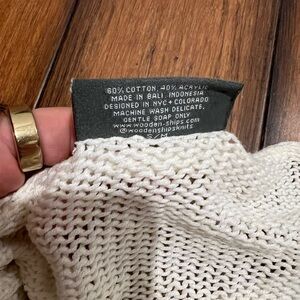 60% COTTON, 40% ACRYLIC
MADE IN BALI, INDONESIA
DESIGNED IN NYC + COLORADO
MACHINE WASH DELICATE,
GENTLE SOAP ONLY
www.wooden-ships.com
@woodenshipsknits
S/M